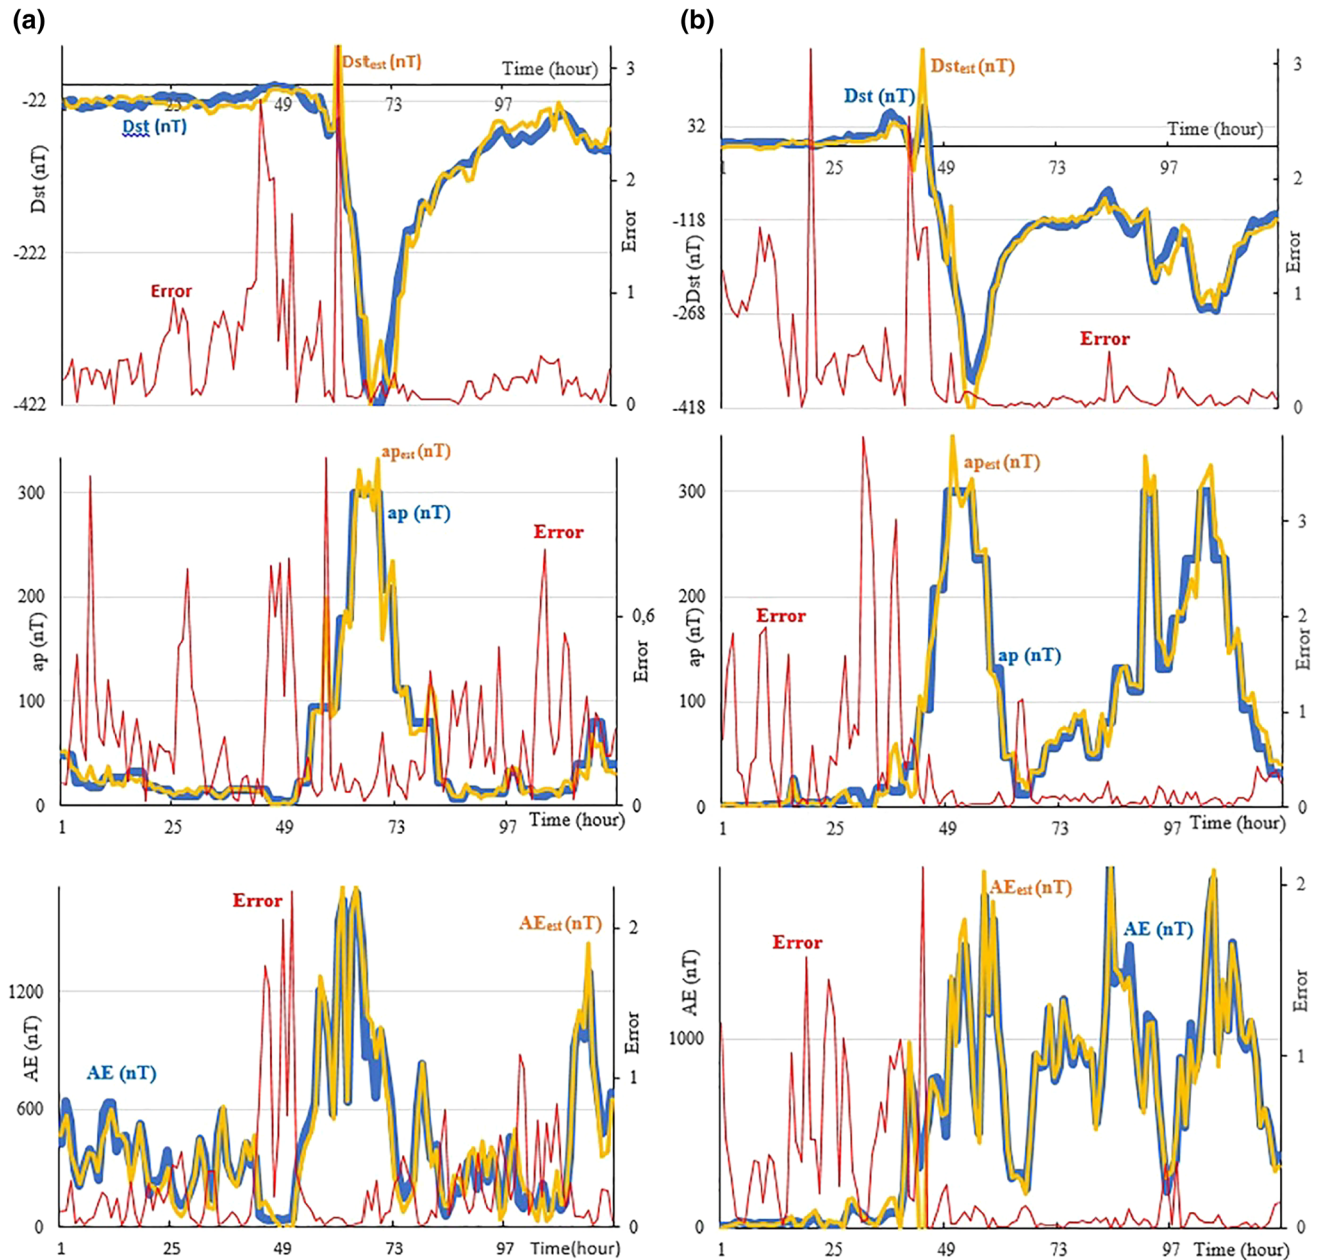 (a)
(b)
Dst_est (nT)
Time (hour)
3
-22
25
49
73
97
Dst (nT)
Dst (nT)
2
Error
-222
Error
1
-422
0
Dst_est (nT)
3
Dst (nT)
32
Time (hour)
1
25
49
73
97
2
-118
Dst (nT)
Error
1
-268
Error
-418
0
ap_est (nT)
300
ap (nT)
Error
200
0,6
ap (nT)
Error
100
0
0
1
25
49
73
97
Time (hour)
ap_est (nT)
300
3
200
Error
2
ap (nT)
ap (nT)
Error
100
1
0
0
1
25
49
73
97
Time (hour)
Error
AE_est (nT)
2
1200
AE (nT)
Error
AE (nT)
1
600
0
0
1
25
49
73
97
Time(hour)
AE_est (nT)
2
Error
AE (nT)
AE (nT)
Error
1000
1
0
0
1
25
49
73
97
Time (hour)